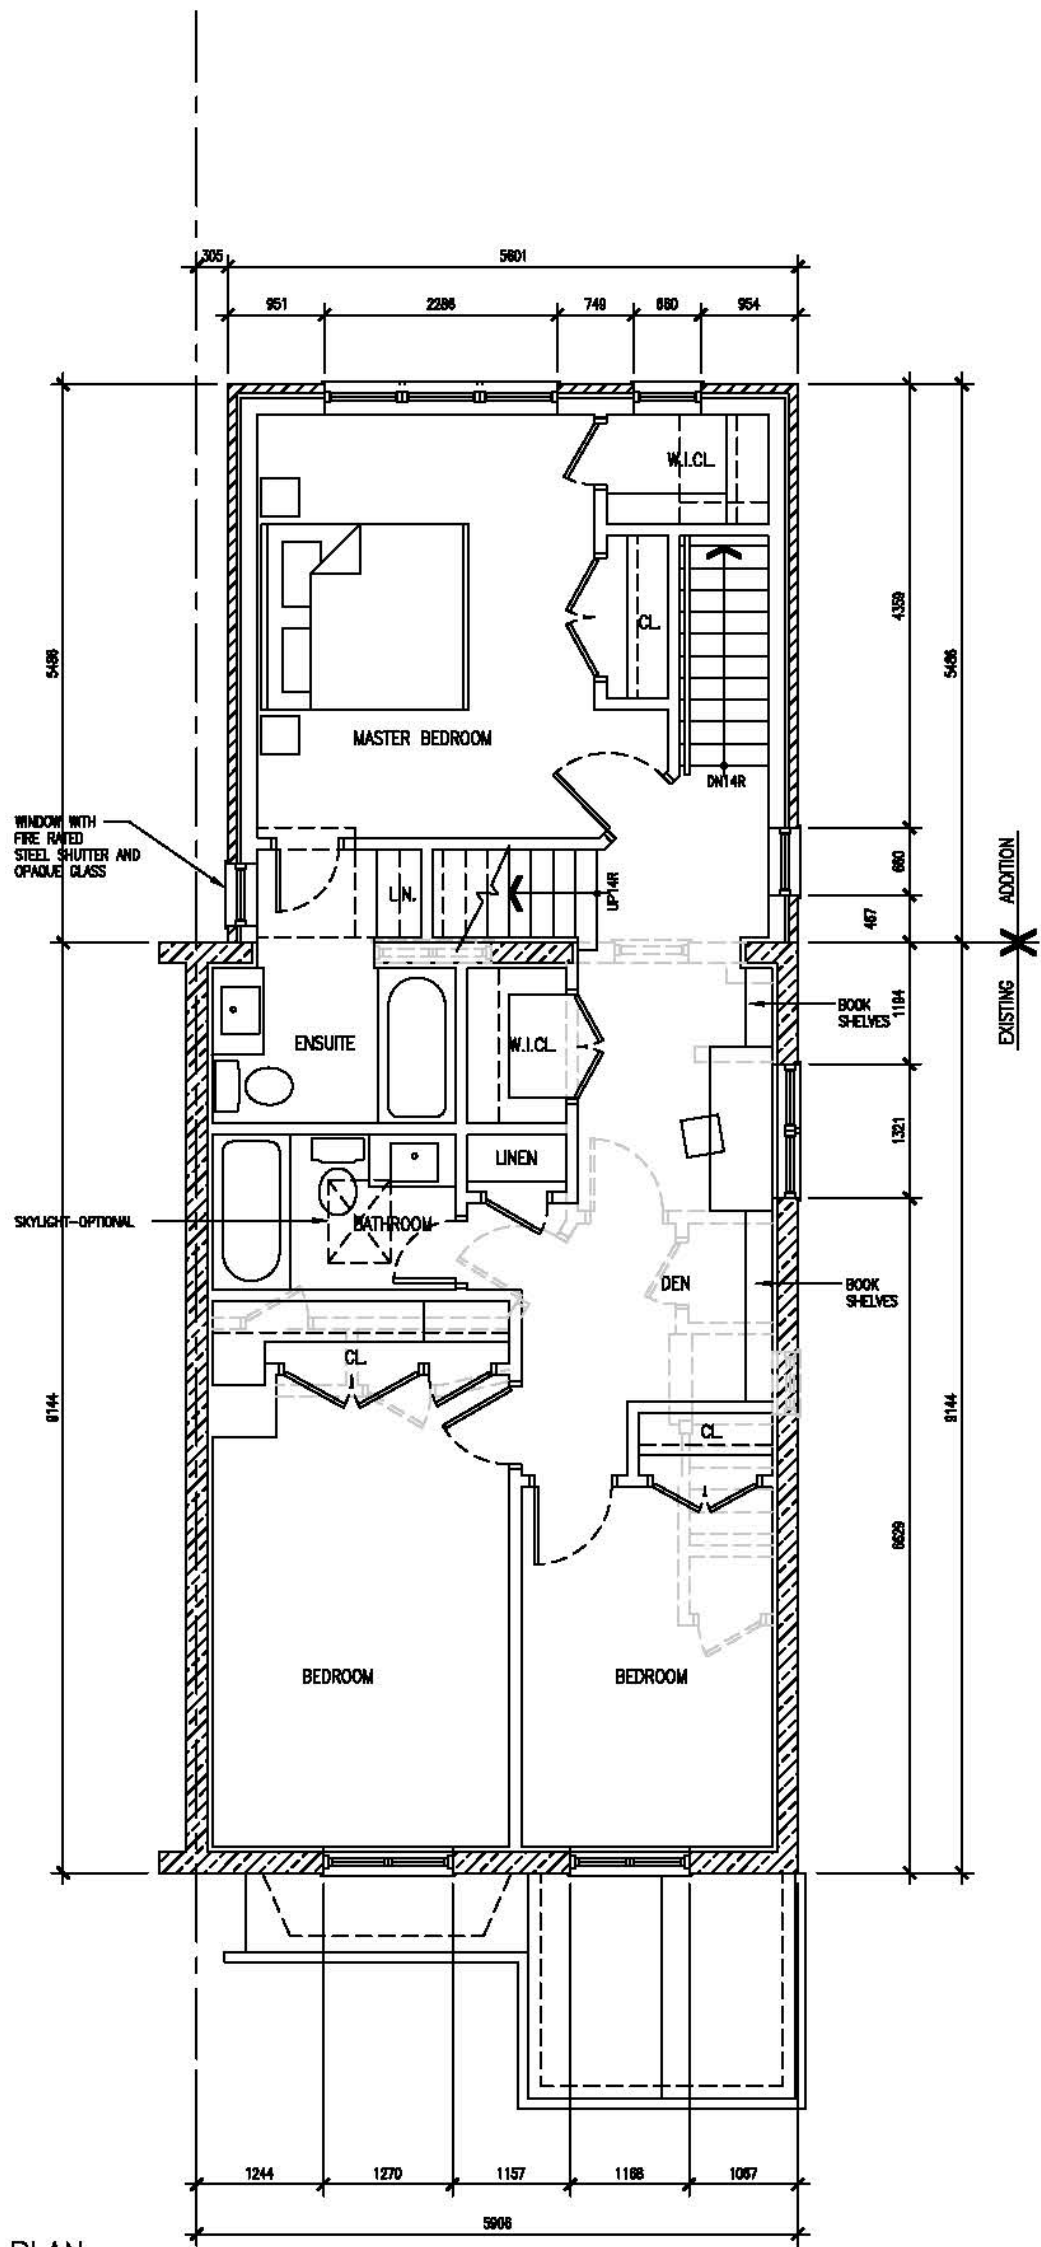 305
5601
951
2286
749
660
954
W.I.CL.
CL.
4359
5486
5486
MASTER BEDROOM
DN14R
WINDOW WITH
FIRE RATED
STEEL SHUTTER AND
OPAQUE GLASS
LIN.
UP14R
660
467
ADDITION
EXISTING
1194
BOOK
SHELVES
ENSUITE
W.I.CL.
1321
LINEN
SKYLIGHT-OPTIONAL
BATHROOM
DEN
BOOK
SHELVES
CL.
9144
9144
CL.
6629
BEDROOM
BEDROOM
1244
1270
1157
1168
1067
5906
PLAN